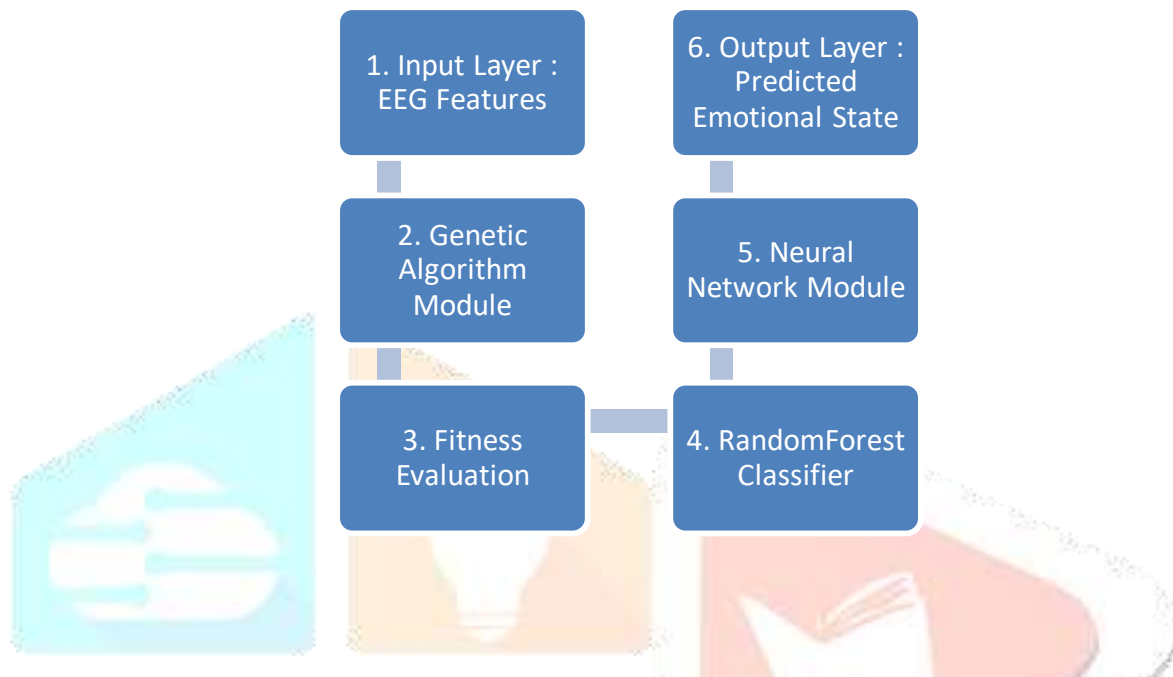 1. Input Layer :
EEG Features
2. Genetic
Algorithm
Module
3. Fitness
Evaluation
4. RandomForest
Classifier
5. Neural
Network Module
6. Output Layer :
Predicted
Emotional State